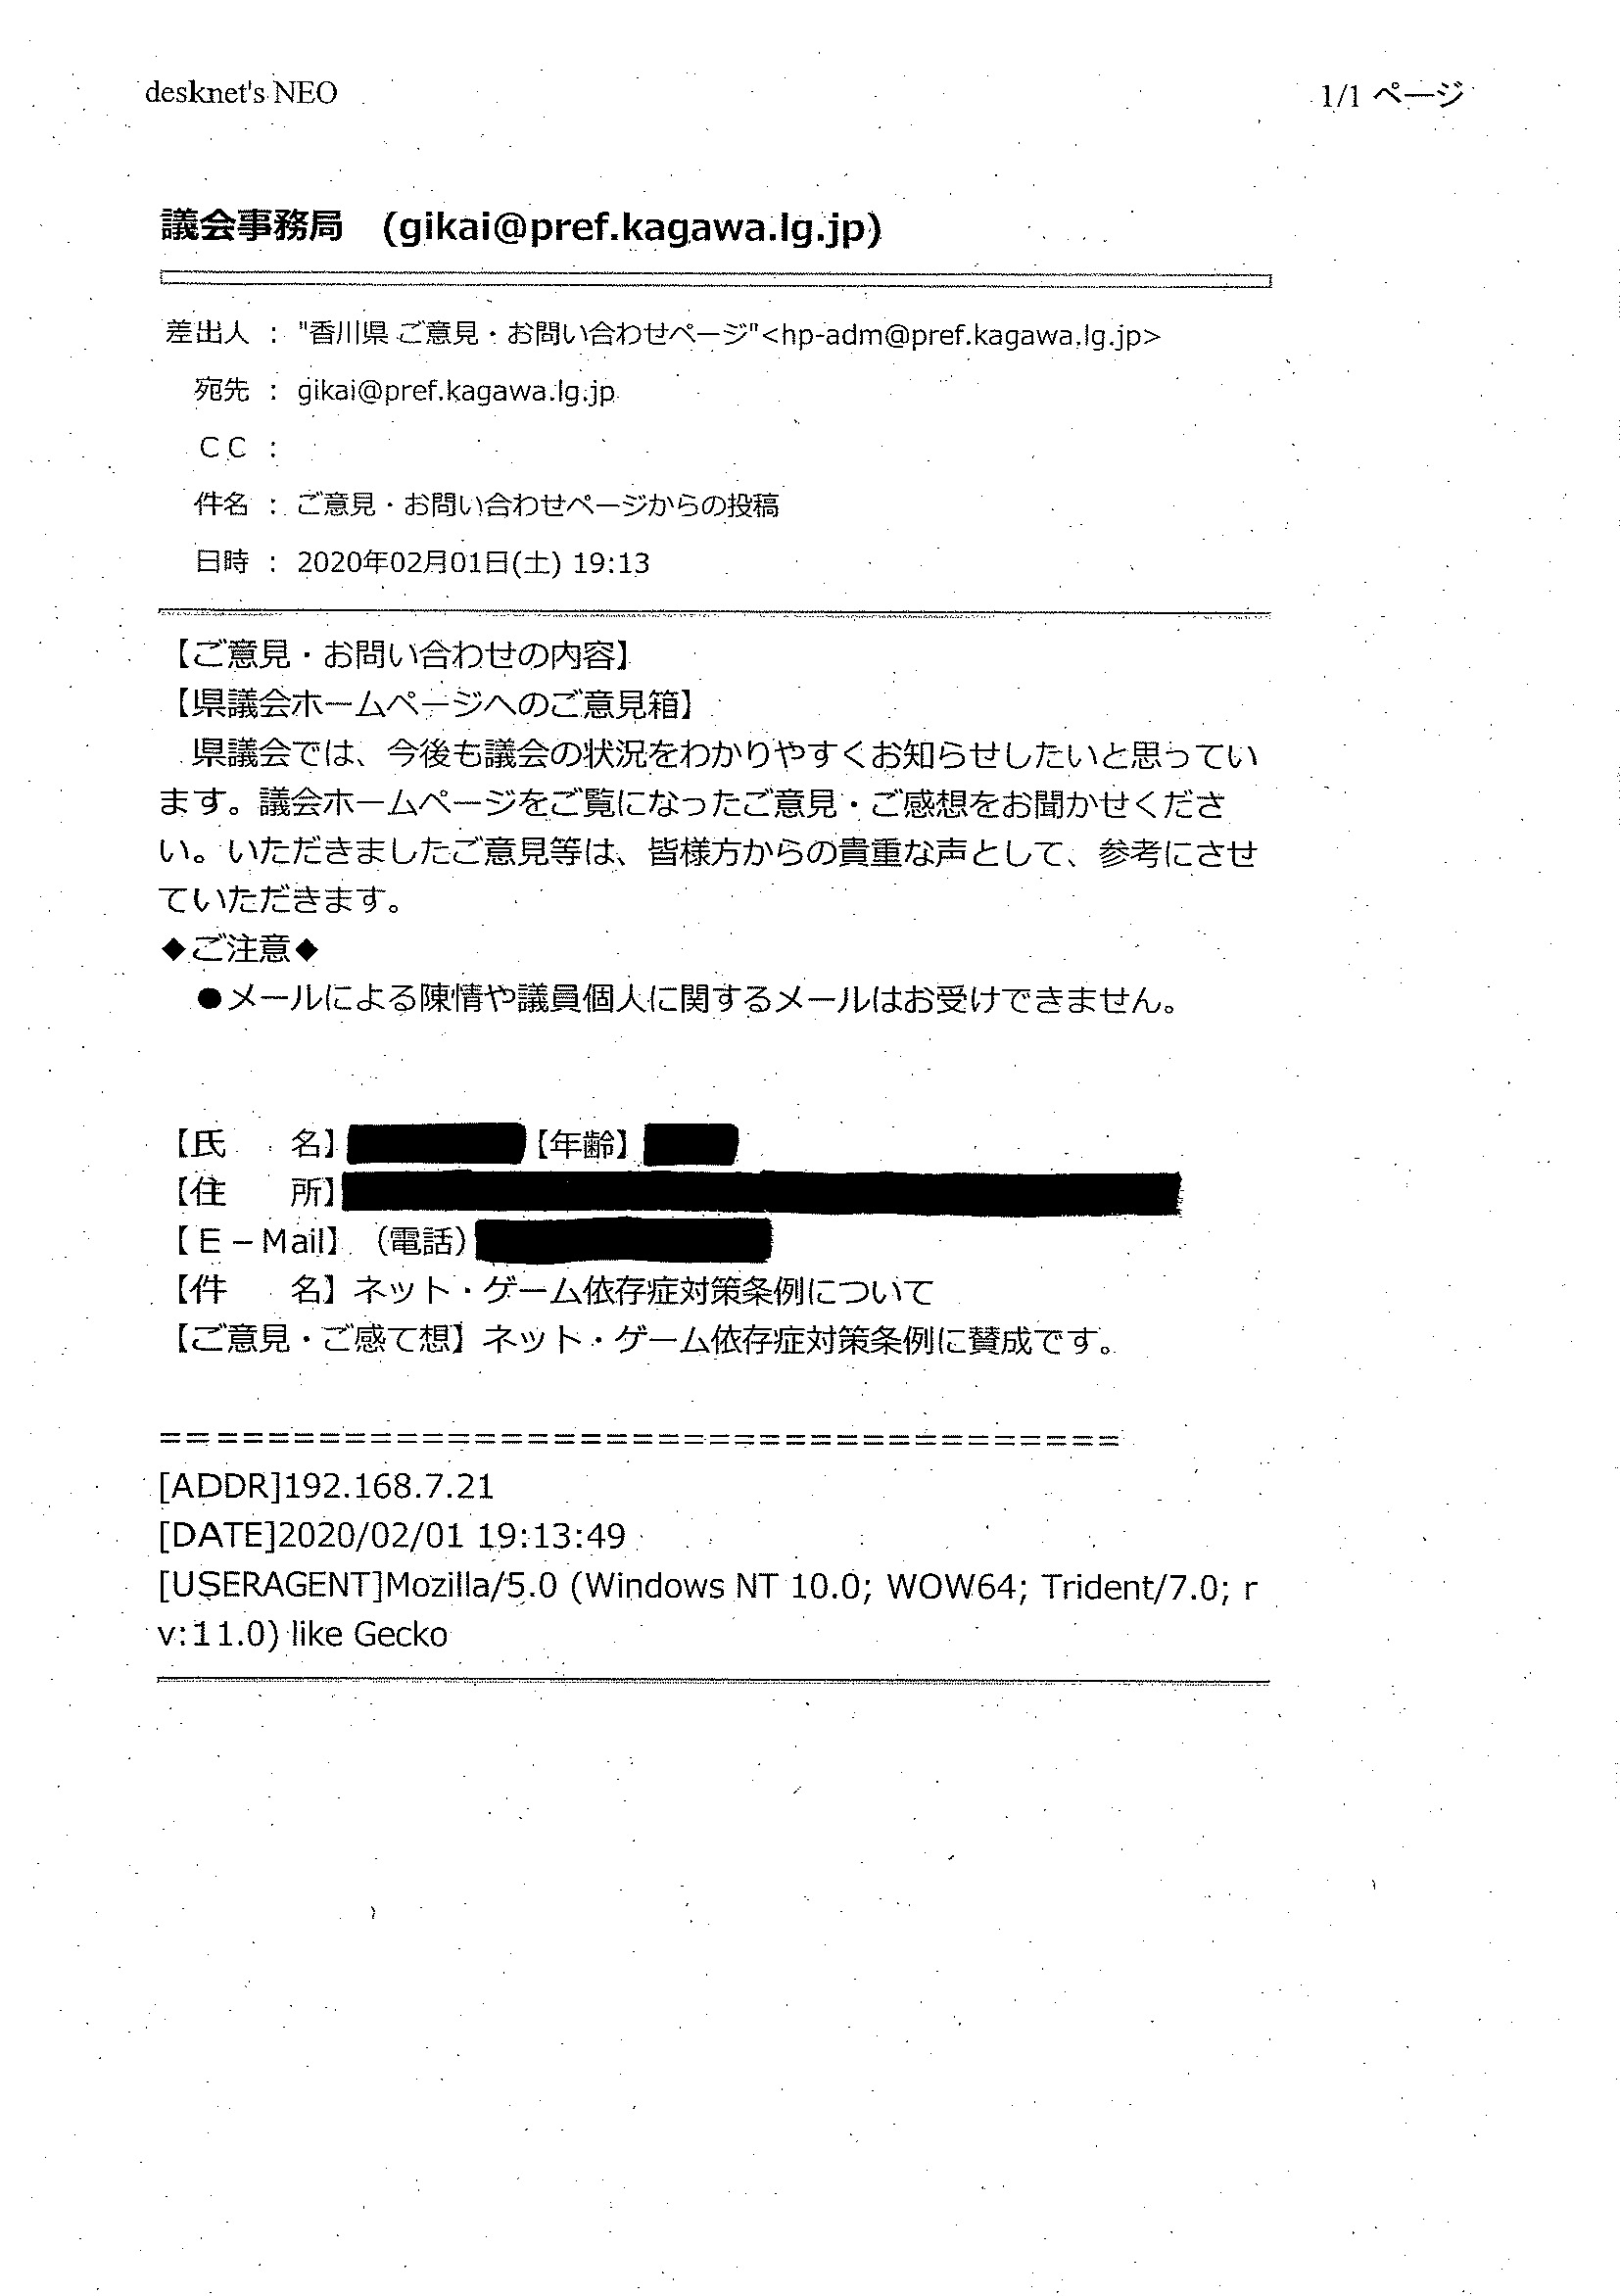 desknet's NEO
1/1 ページ
議会事務局　(gikai@pref.kagawa.lg.jp)
差出人 ： "香川県 ご意見・お問い合わせページ"<hp-adm@pref.kagawa.lg.jp>
宛先 ： gikai@pref.kagawa.lg.jp
ＣＣ ：
件名 ： ご意見・お問い合わせページからの投稿
日時 ： 2020年02月01日(土) 19:13
【ご意見・お問い合わせの内容】
【県議会ホームページへのご意見箱】
　県議会では、今後も議会の状況をわかりやすくお知らせしたいと思ってい
ます。議会ホームページをご覧になったご意見・ご感想をお聞かせくださ
い。いただきましたご意見等は、皆様方からの貴重な声として、参考にさせ
ていただきます。
◆ご注意◆
　●メールによる陳情や議員個人に関するメールはお受けできません。
【氏　　名】【年齢】
【住　　所】
【Ｅ－Mail】（電話）
【件　　名】ネット・ゲーム依存症対策条例について
【ご意見・ご感て想】ネット・ゲーム依存症対策条例に賛成です。
=====================================
[ADDR]192.168.7.21
[DATE]2020/02/01 19:13:49
[USERAGENT]Mozilla/5.0 (Windows NT 10.0; WOW64; Trident/7.0; r
v:11.0) like Gecko